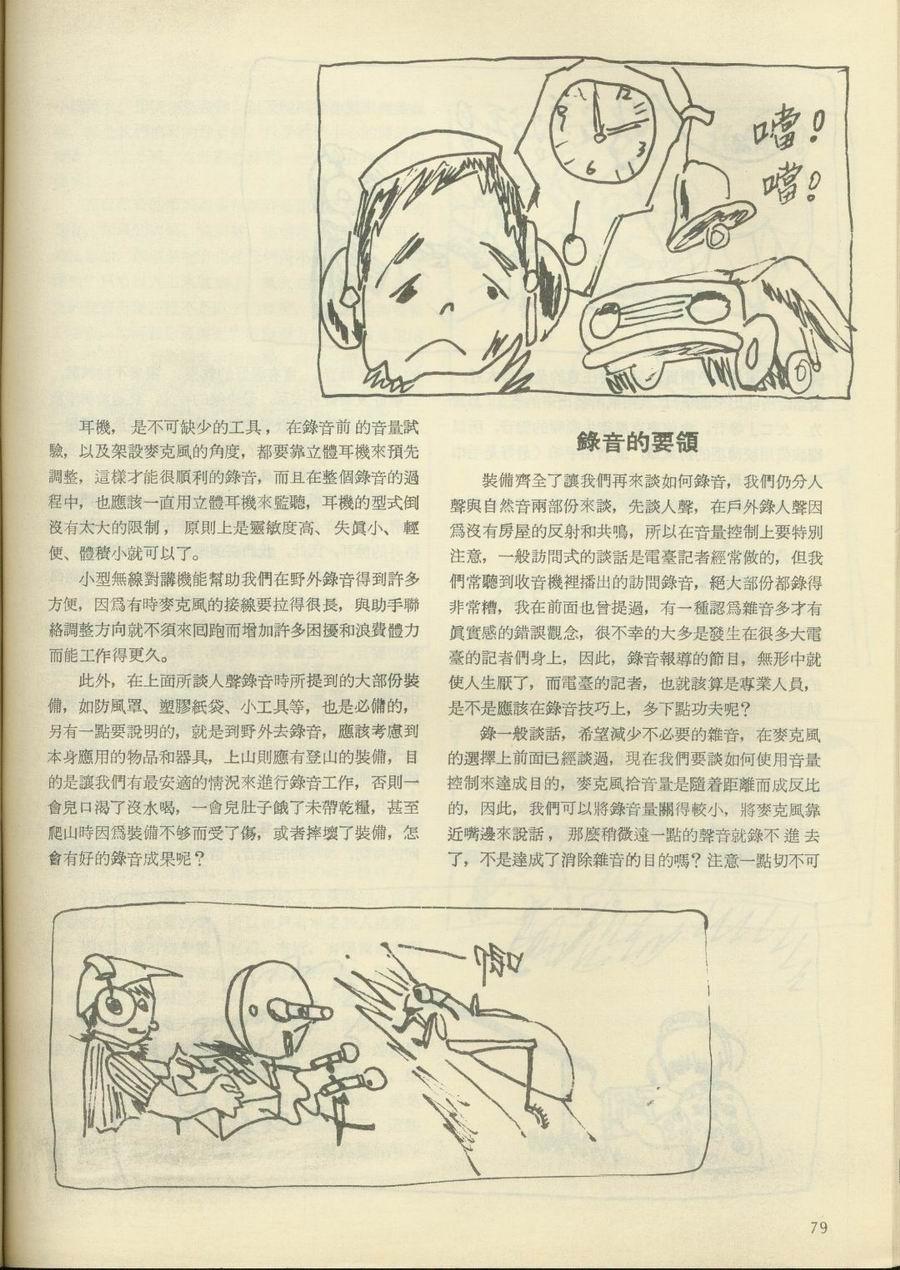 9
12
3
6
噹!
噹!
耳機，是不可缺少的工具，在錄音前的音量試
驗，以及架設麥克風的角度，都要靠立體耳機來預先
調整，這樣才能很順利的錄音，而且在整個錄音的過
程中，也應該一直用立體耳機來監聽，耳機的型式倒
沒有太大的限制，原則上是靈敏度高、失眞小、輕
便、體積小就可以了。
小型無線對講機能幫助我們在野外錄音得到許多
方便，因爲有時麥克風的接線要拉得很長，與助手聯
絡調整方向就不須來回跑而增加許多困擾和浪費體力
而能工作得更久。
此外，在上面所談人聲錄音時所提到的大部份裝
備，如防風罩、塑膠紙袋、小工具等，也是必備的，
另有一點要說明的，就是到野外去錄音，應該考慮到
本身應用的物品和器具，上山則應有登山的裝備，目
的是讓我們有最安適的情況來進行錄音工作，否則一
會兒口渴了沒水喝，一會兒肚子餓了未帶乾糧，甚至
爬山時因爲裝備不够而受了傷，或者摔壞了裝備，怎
會有好的錄音成果呢？
錄音的要領
裝備齊全了讓我們再來談如何錄音，我們仍分人
聲與自然音兩部份來談，先談人聲，在戶外錄人聲因
爲沒有房屋的反射和共鳴，所以在音量控制上要特別
注意，一般訪問式的談話是電臺記者經常做的，但我
們常聽到收音機裡播出的訪問錄音，絕大部份都錄得
非常糟，我在前面也曾提過，有一種認爲雜音多才有
眞實感的錯誤觀念，很不幸的大多是發生在很多大電
臺的記者們身上，因此，錄音報導的節目，無形中就
使人生厭了，而電臺的記者，也就該算是專業人員，
是不是應該在錄音技巧上，多下點功夫呢？
錄一般談話，希望減少不必要的雜音，在麥克風
的選擇上前面已經談過，現在我們要談如何使用音量
控制來達成目的，麥克風拾音量是隨着距離而成反比
的，因此，我們可以將錄音量關得較小，將麥克風靠
近嘴邊來說話，那麽稍微遠一點的聲音就錄不進去
了，不是達成了消除雜音的目的嗎？注意一點切不可
79